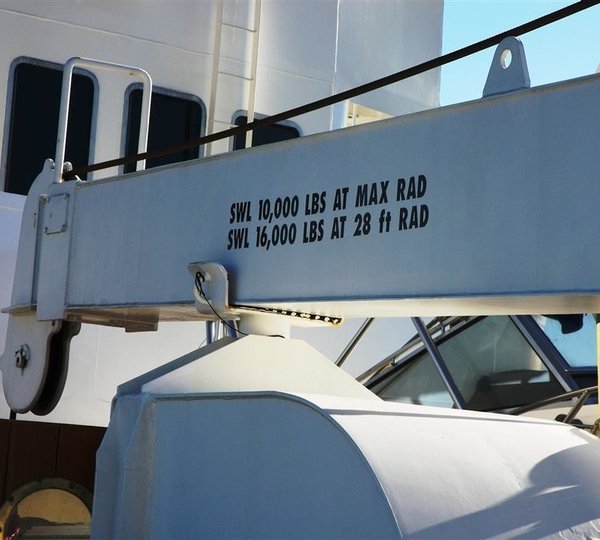 SWL 10,000 LBS AT MAX RAD
SWL 16,000 LBS AT 28 ft RAD